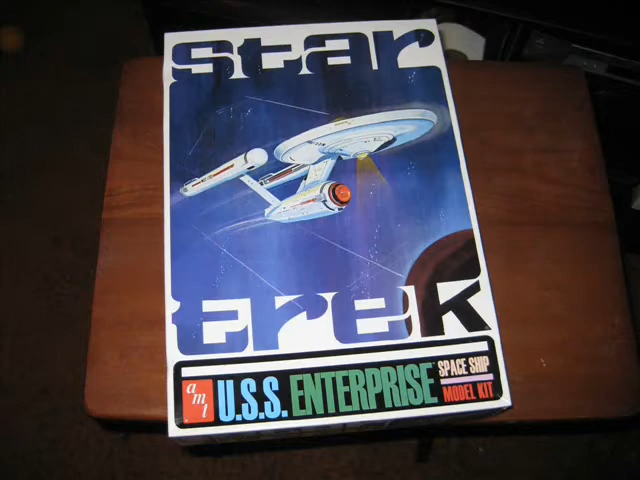 star
trek
amt
U.S.S. ENTERPRISE
SPACE SHIP
MODEL KIT